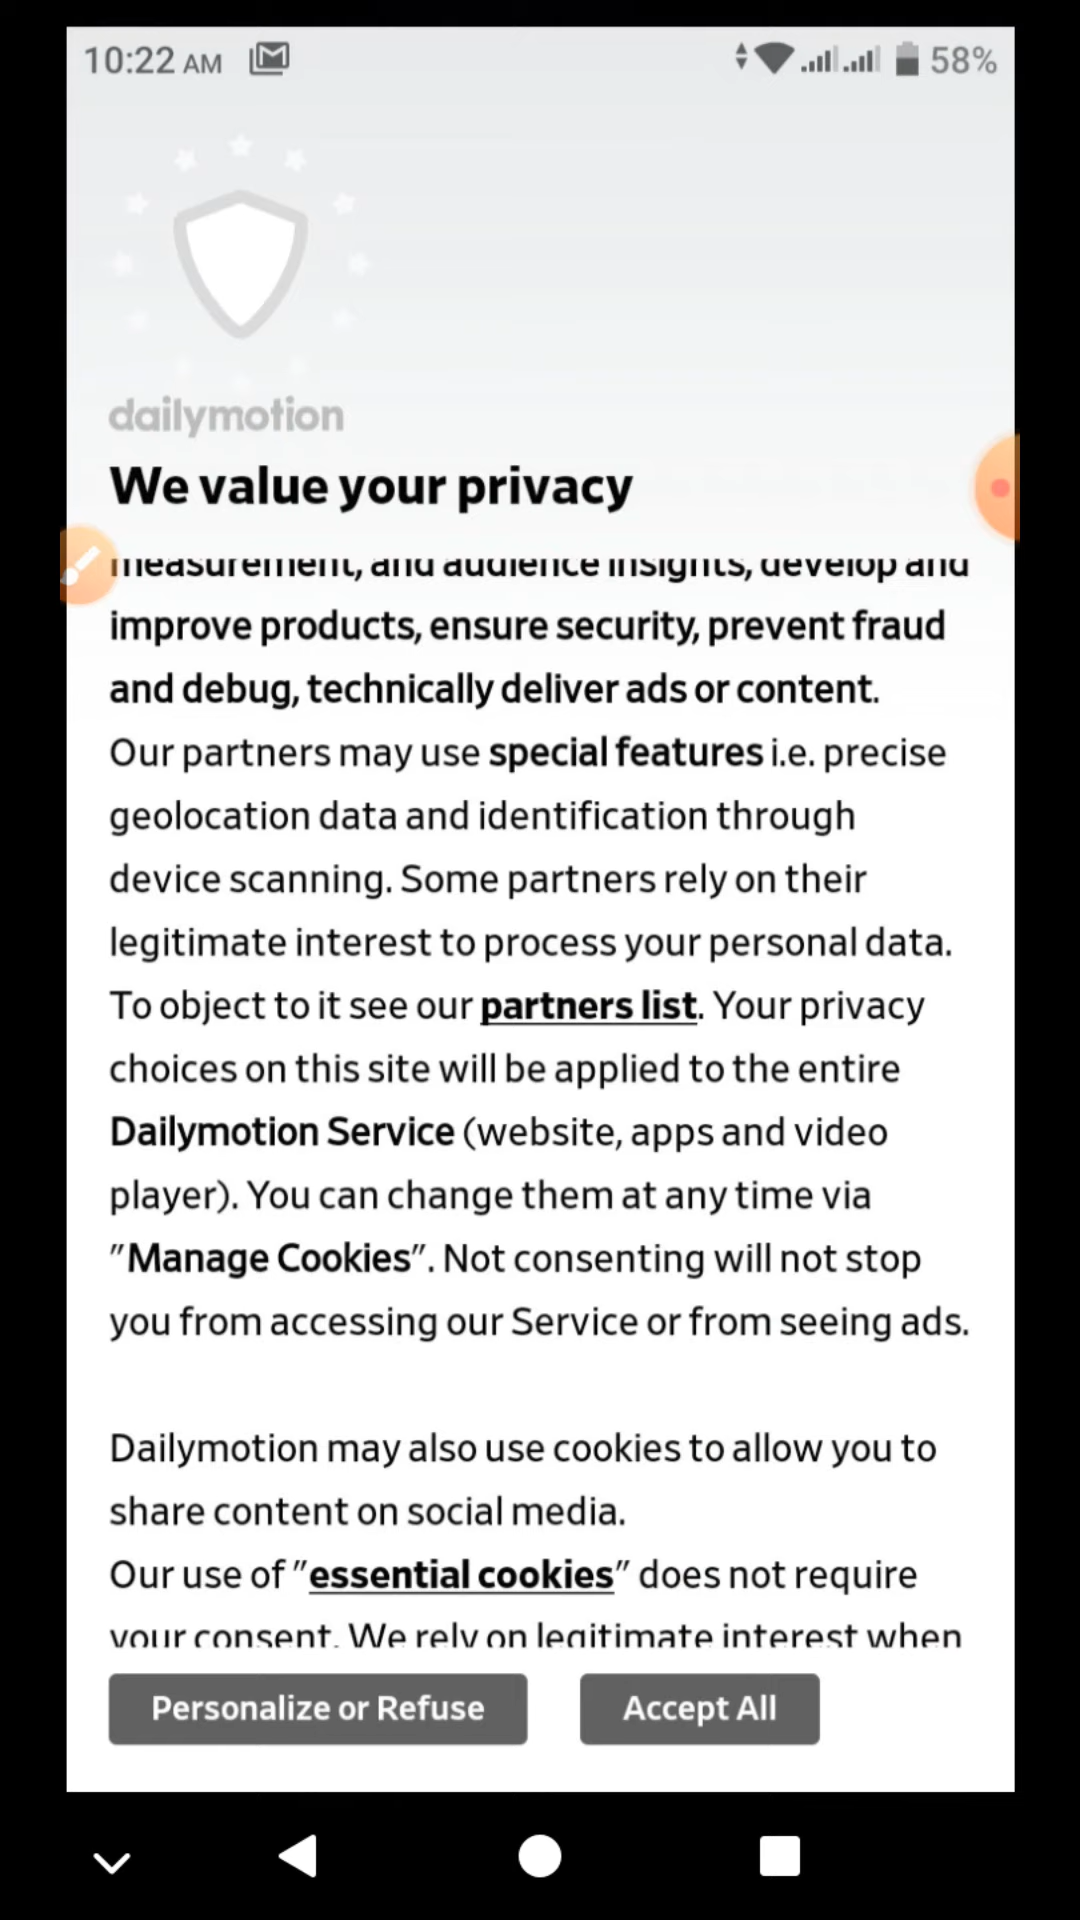 10:22 AM 58%
dailymotion
We value your privacy
measurement, and audience insights, develop and
improve products, ensure security, prevent fraud
and debug, technically deliver ads or content.
Our partners may use special features i.e. precise
geolocation data and identification through
device scanning. Some partners rely on their
legitimate interest to process your personal data.
To object to it see our partners list. Your privacy
choices on this site will be applied to the entire
Dailymotion Service (website, apps and video
player). You can change them at any time via
"Manage Cookies". Not consenting will not stop
you from accessing our Service or from seeing ads.
Dailymotion may also use cookies to allow you to
share content on social media.
Our use of "essential cookies" does not require
your consent. We rely on legitimate interest when
Personalize or Refuse Accept All